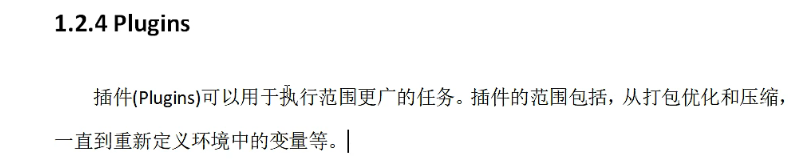 1.2.4 Plugins
插件(Plugins)可以用于执行范围更广的任务。插件的范围包括，从打包优化和压缩，
一直到重新定义环境中的变量等。